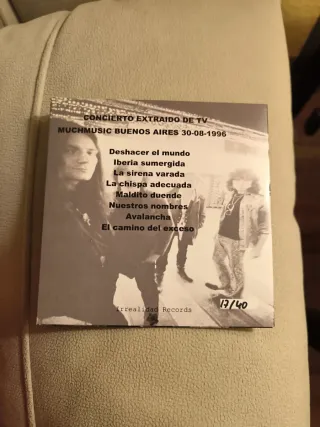 CONCIERTO EXTRAIDO DE TV
MUCHMUSIC BUENOS AIRES 30-08-1996
Deshacer el mundo
Iberia sumergida
La sirena varada
La chispa adecuada
Maldito duende
Nuestros nombres
Avalancha
El camino del exceso
Irrealidad Records
17/40